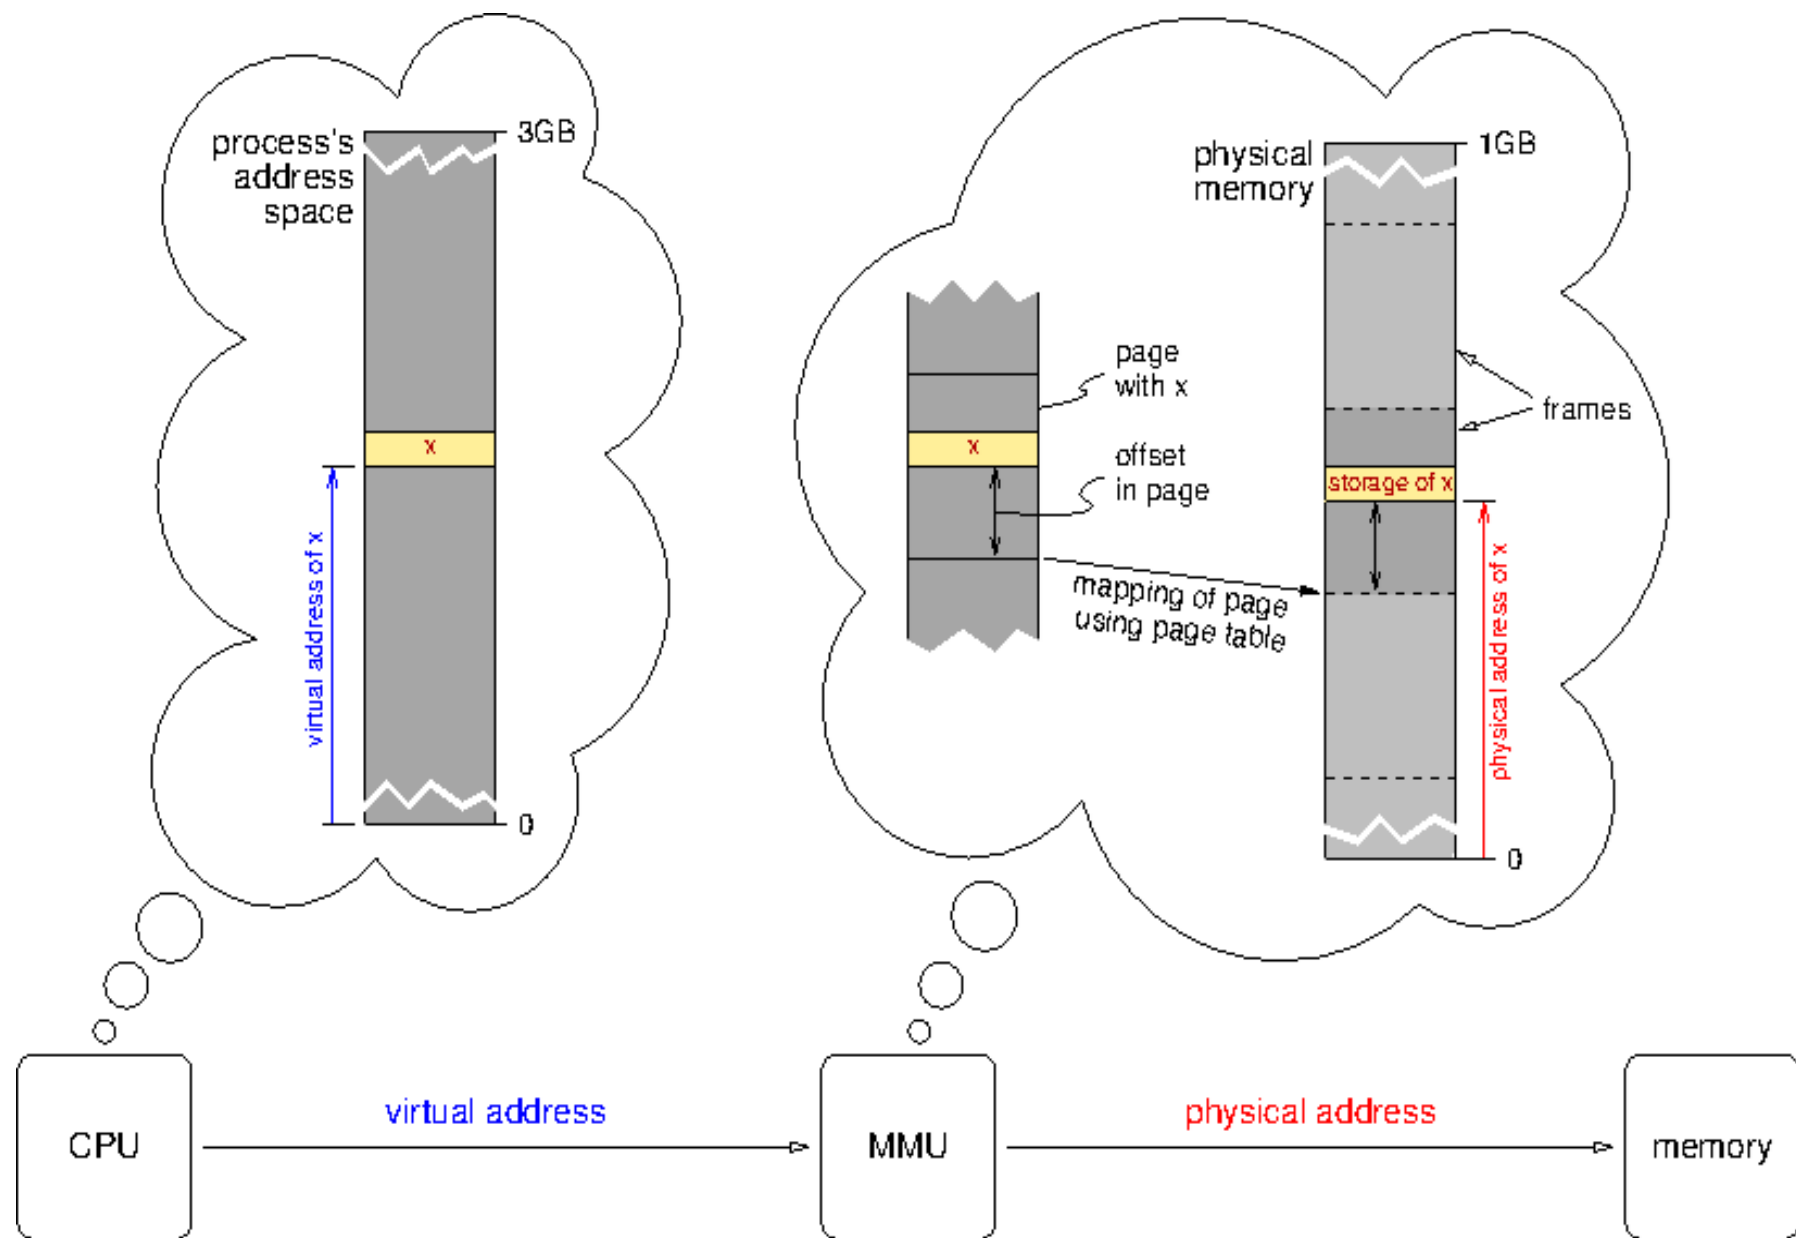 process's
address
space
3GB
x
virtual address of x
0
physical
memory
1GB
page
with x
x
offset
in page
frames
storage of x
mapping of page
using page table
physical address of x
0
CPU
virtual address
MMU
physical address
memory